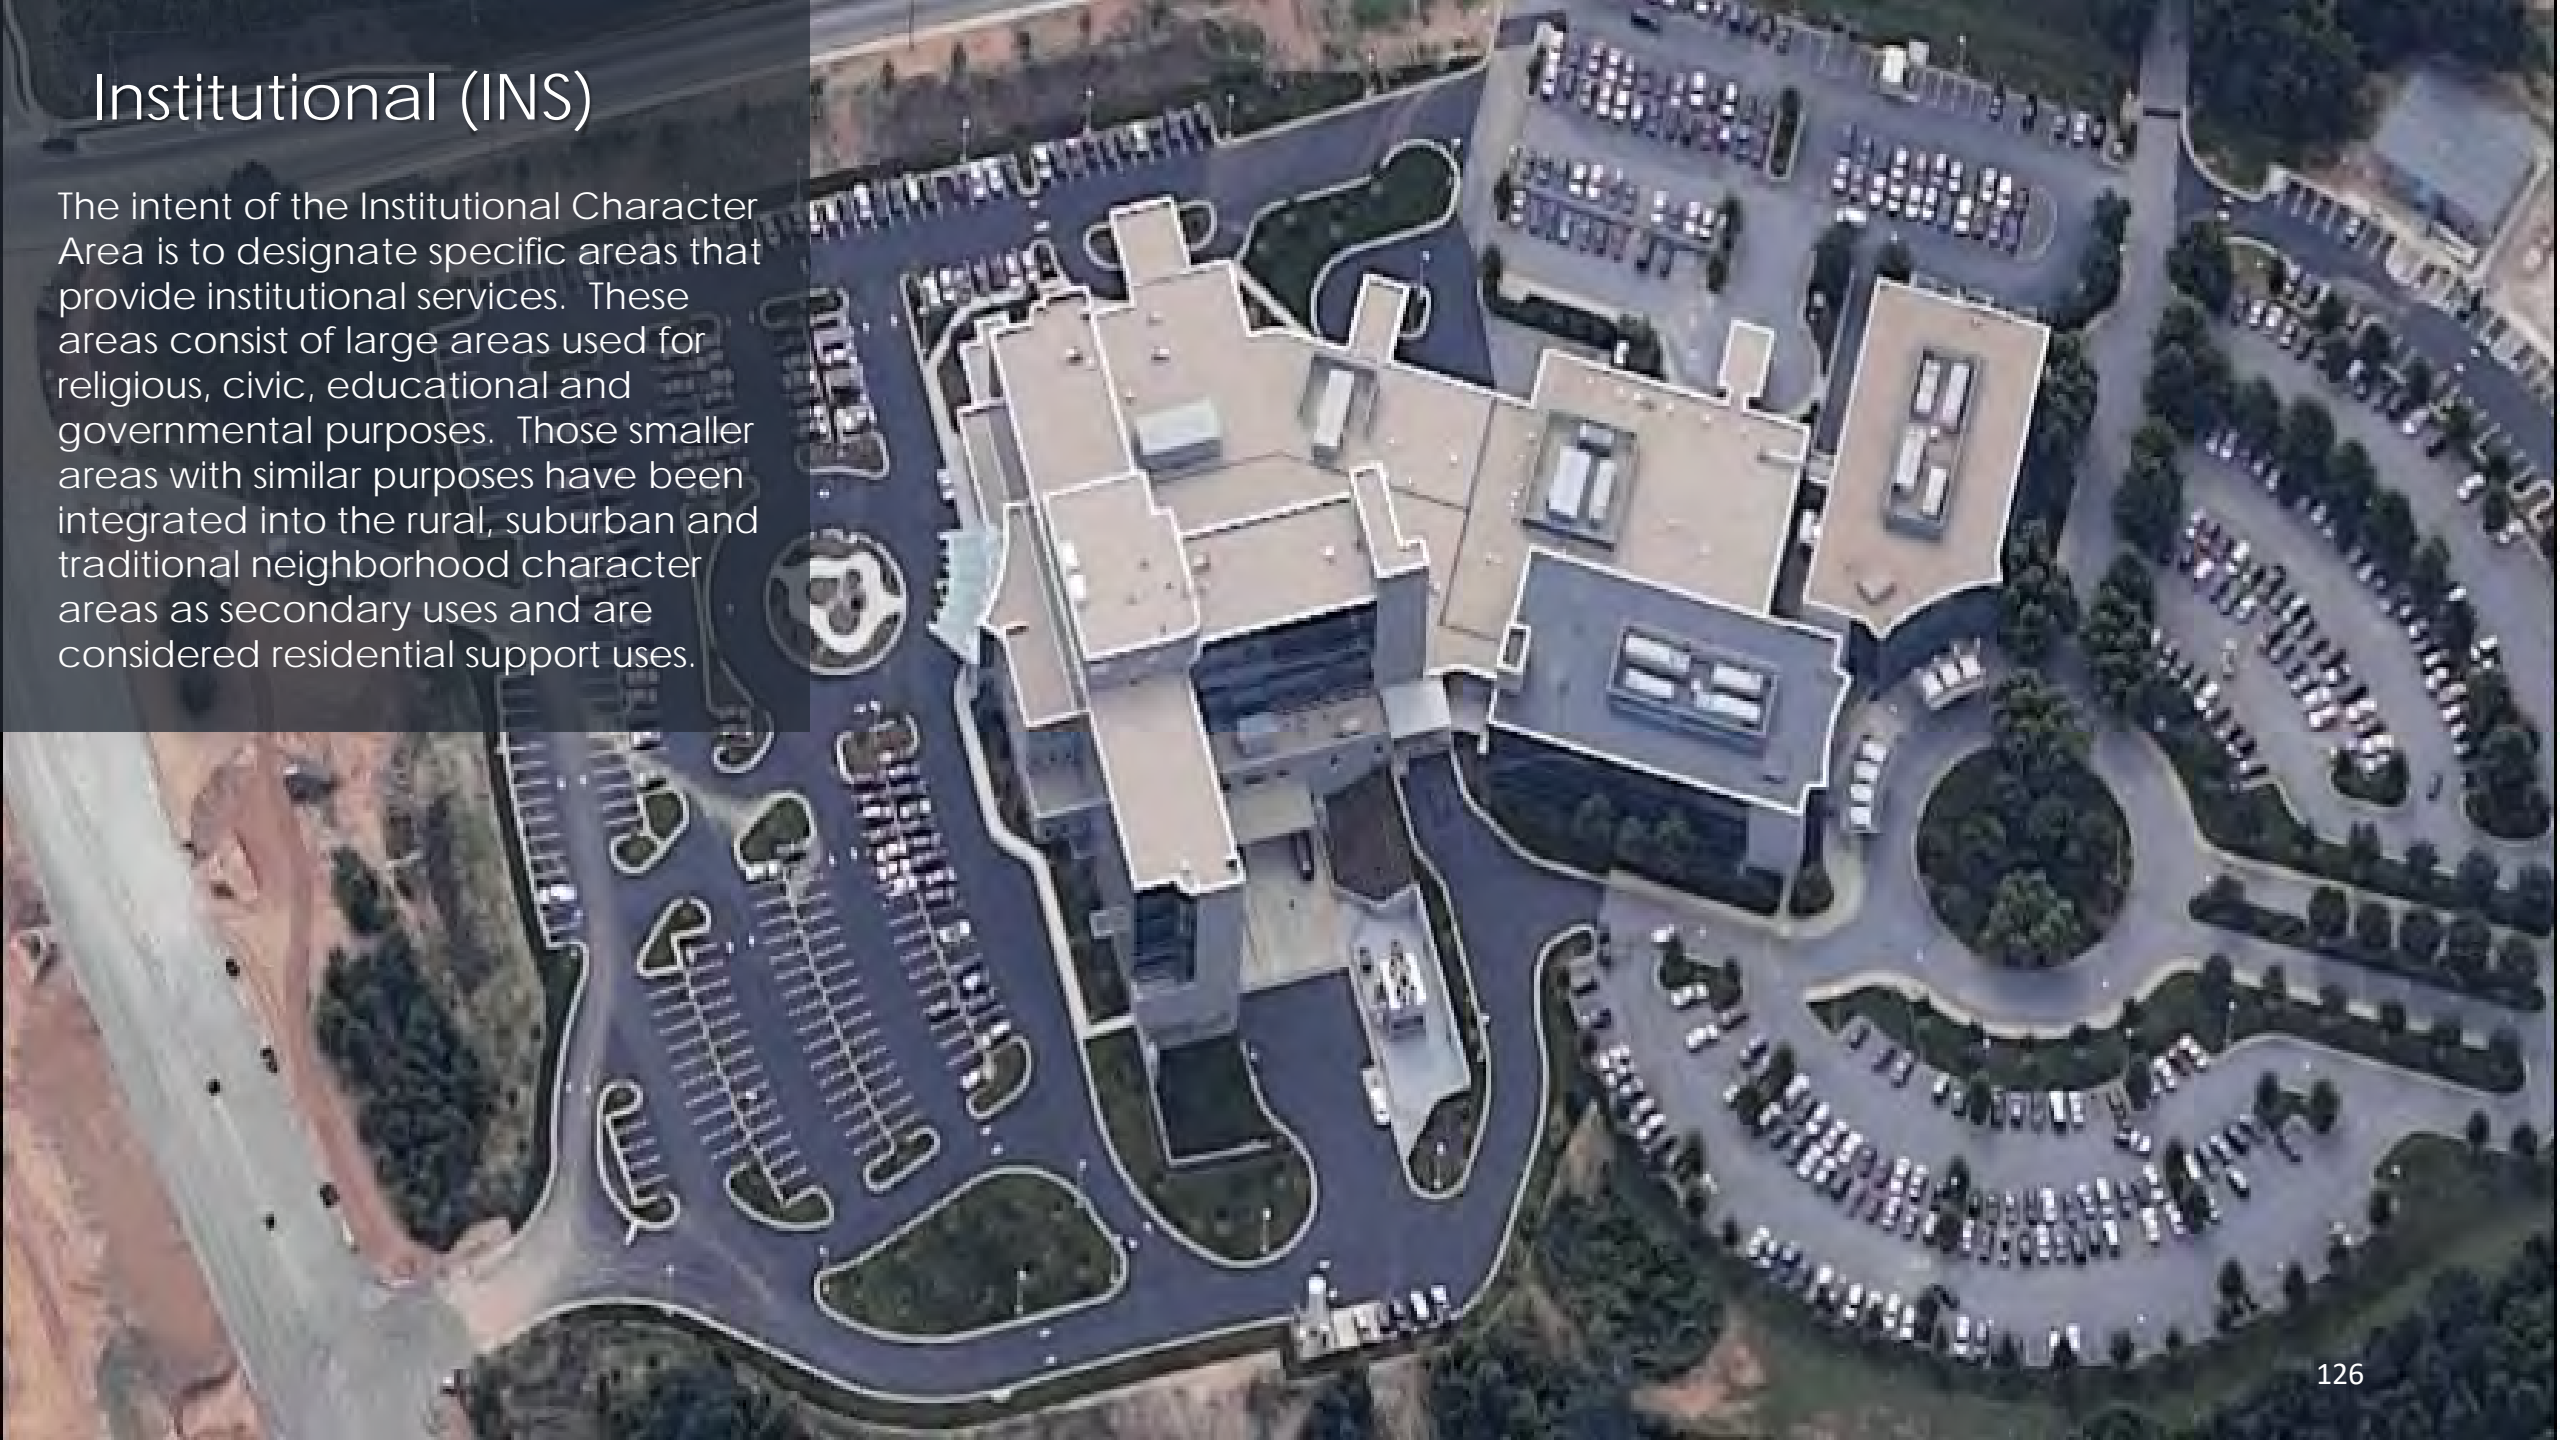 Institutional (INS)
The intent of the Institutional Character
Area is to designate specific areas that
provide institutional services.  These
areas consist of large areas used for
religious, civic, educational and
governmental purposes.  Those smaller
areas with similar purposes have been
integrated into the rural, suburban and
traditional neighborhood character
areas as secondary uses and are
considered residential support uses.
126